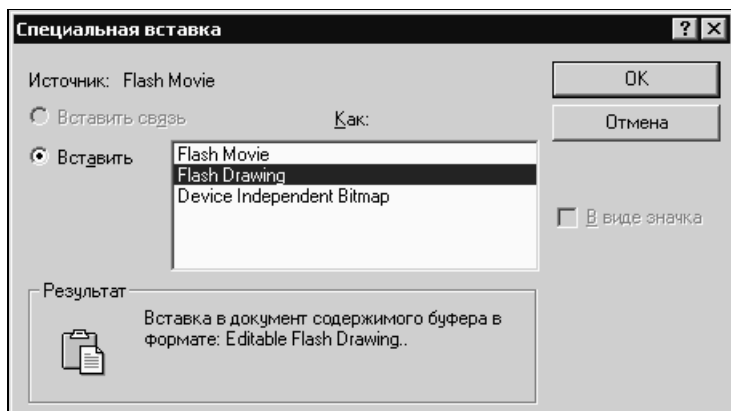 Специальная вставка
Источник: Flash Movie
OK
Вставить связь
Как:
Отмена
Вставить
Flash Movie
Flash Drawing
Device Independent Bitmap
В виде значка
Результат
Вставка в документ содержимого буфера в
формате: Editable Flash Drawing..